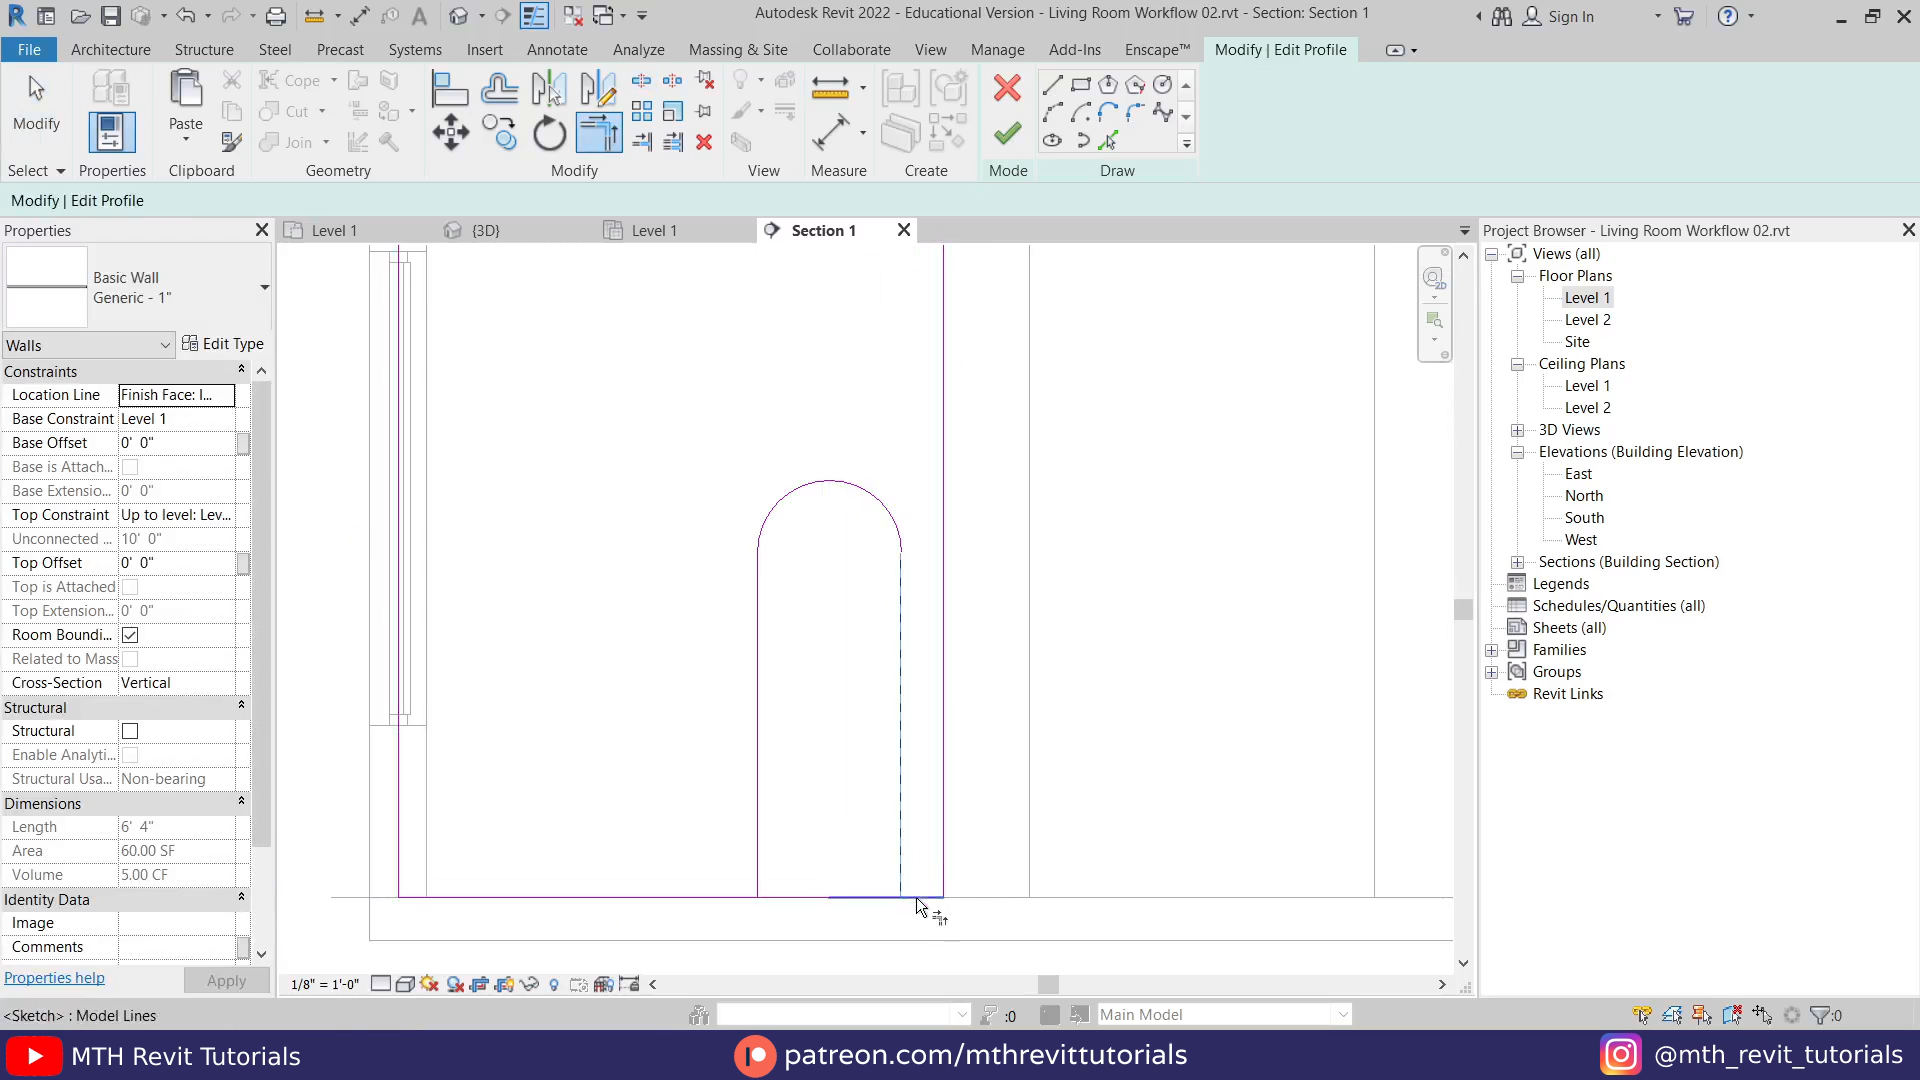 Autodesk Revit 2022 - Educational Version - Living Room Workflow 02.rvt - Section: Section 1
Sign In
File
Architecture
Structure
Steel
Precast
Systems
Insert
Annotate
Analyze
Massing & Site
Collaborate
View
Manage
Add-Ins
Enscape™
Modify | Edit Profile
Modify
Paste
Cope
Cut
Join
Select
Properties
Clipboard
Geometry
Modify
View
Measure
Create
Mode
Draw
Modify | Edit Profile
Properties
Basic Wall
Generic - 1"
Walls
Edit Type
Constraints
Location Line Finish Face: I...
Base Constraint Level 1
Base Offset 0' 0"
Base is Attach...
Base Extensio... 0' 0"
Top Constraint Up to level: Lev...
Unconnected ... 10' 0"
Top Offset 0' 0"
Top is Attached
Top Extension... 0' 0"
Room Boundi...
Related to Mass
Cross-Section Vertical
Structural
Structural
Enable Analyti...
Structural Usa... Non-bearing
Dimensions
Length 6' 4"
Area 60.00 SF
Volume 5.00 CF
Identity Data
Image
Comments
Properties help
Apply
Level 1
{3D}
Level 1
Section 1
2D
1/8" = 1'-0"
Project Browser - Living Room Workflow 02.rvt
Views (all)
Floor Plans
Level 1
Level 2
Site
Ceiling Plans
Level 1
Level 2
3D Views
Elevations (Building Elevation)
East
North
South
West
Sections (Building Section)
Legends
Schedules/Quantities (all)
Sheets (all)
Families
Groups
Revit Links
<Sketch> : Model Lines
:0
Main Model
:0
MTH Revit Tutorials
patreon.com/mthrevittutorials
@mth_revit_tutorials